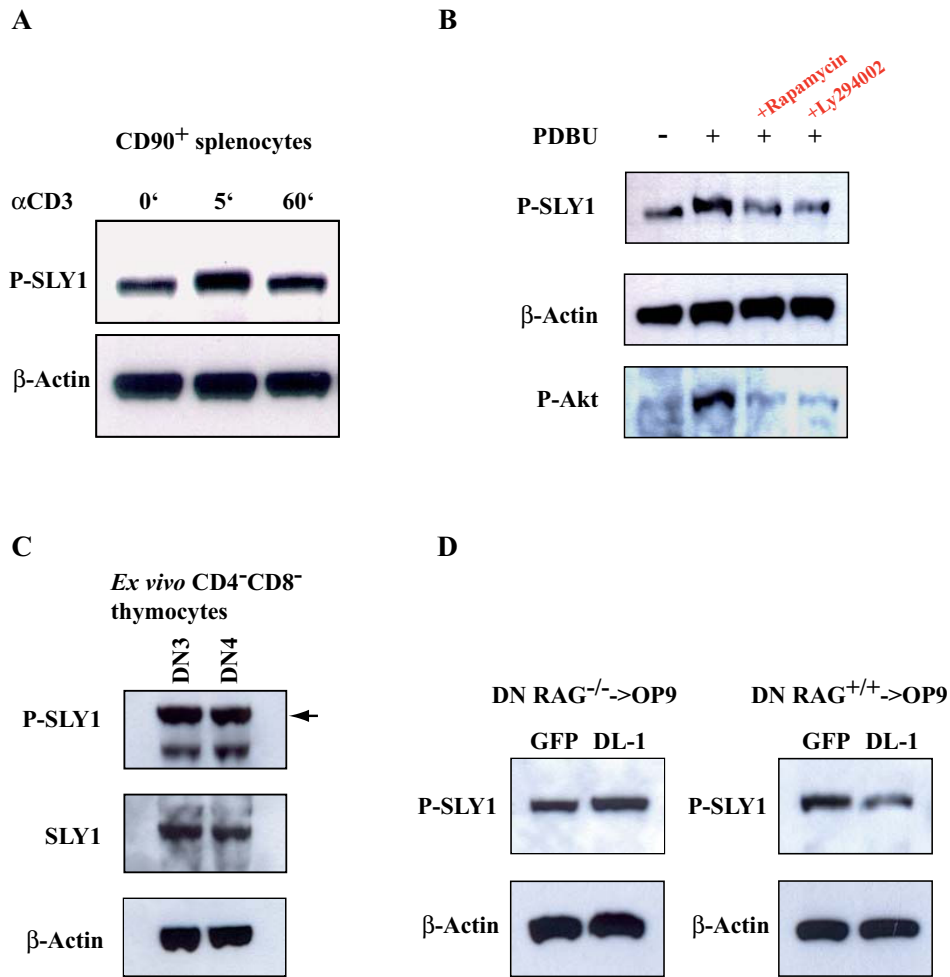 A
CD90+ splenocytes
αCD3 0‘ 5‘ 60‘
P-SLY1
β-Actin
B
+Rapamycin
+Ly294002
PDBU - + + +
P-SLY1
β-Actin
P-Akt
C
Ex vivo CD4-CD8-
thymocytes
DN3 DN4
P-SLY1
SLY1
β-Actin
D
DN RAG-/-->OP9
GFP DL-1
P-SLY1
β-Actin
DN RAG+/+->OP9
GFP DL-1
P-SLY1
β-Actin